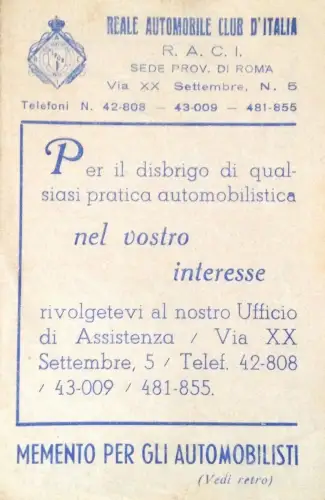 REALE AUTOMOBILE CLUB D'ITALIA
R. A. C. I.
SEDE PROV. DI ROMA
Via XX Settembre, N. 5
Telefoni N. 42-808 — 43-009 — 481-855
Per il disbrigo di qual-
siasi pratica automobilistica
nel vostro
interesse
rivolgetevi al nostro Ufficio
di Assistenza / Via XX
Settembre, 5 / Telef. 42-808
/ 43-009 / 481-855.
MEMENTO PER GLI AUTOMOBILISTI
(Vedi retro)